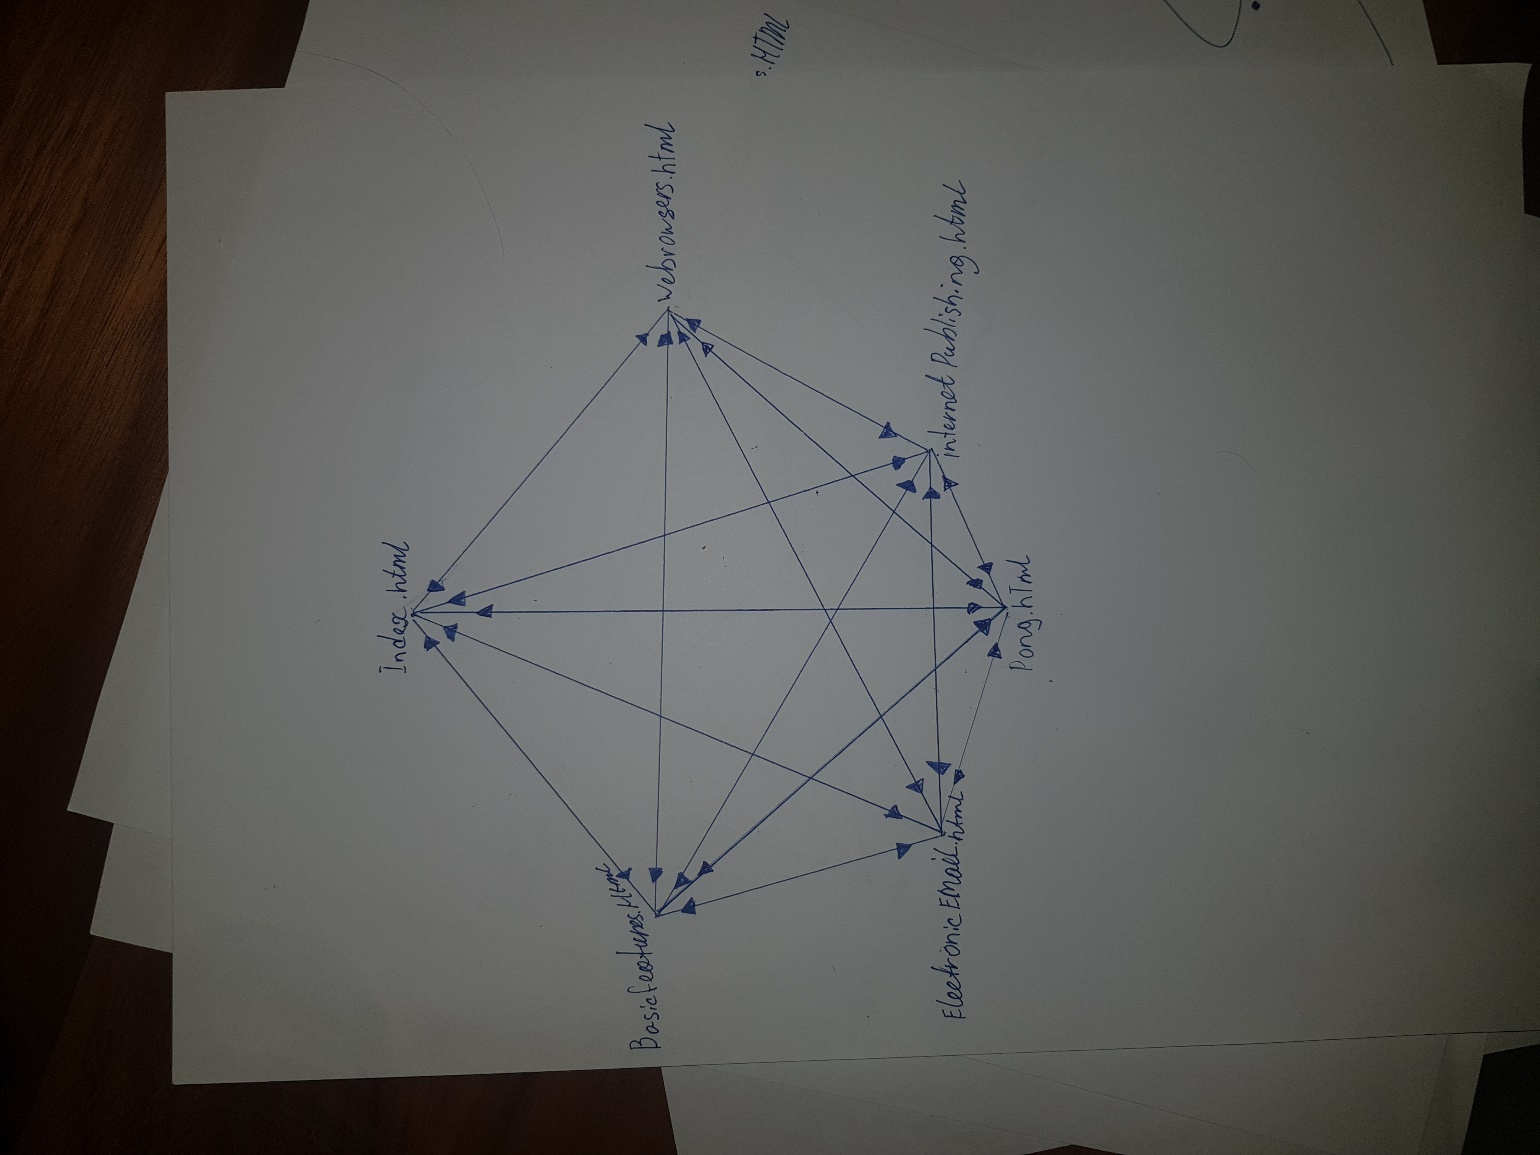 s.HTML
Index.html
Webrowsers.html
Basicfeatures.Html
internet Publishing.html
Electronic EMail.html
Pong.hTml